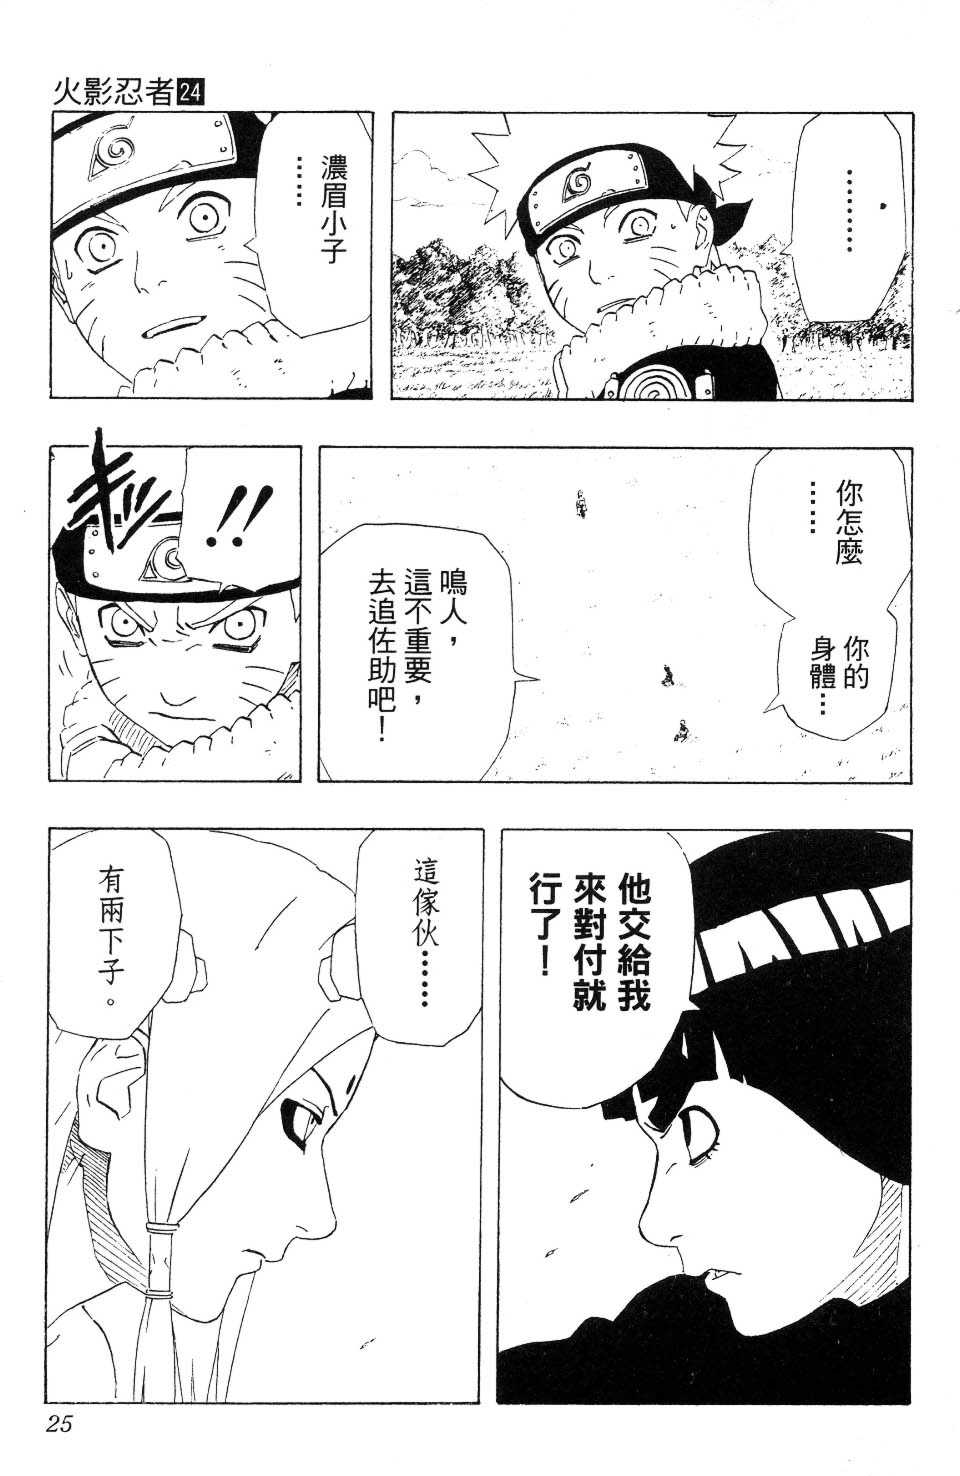 火影忍者24
………
濃眉小子
……
你怎麼
……
你的
身體…
鳴人，
這不重要，
去追佐助吧！
！！
キッ
他交給我
來對付就
行了！
這傢伙……
有兩下子。
25